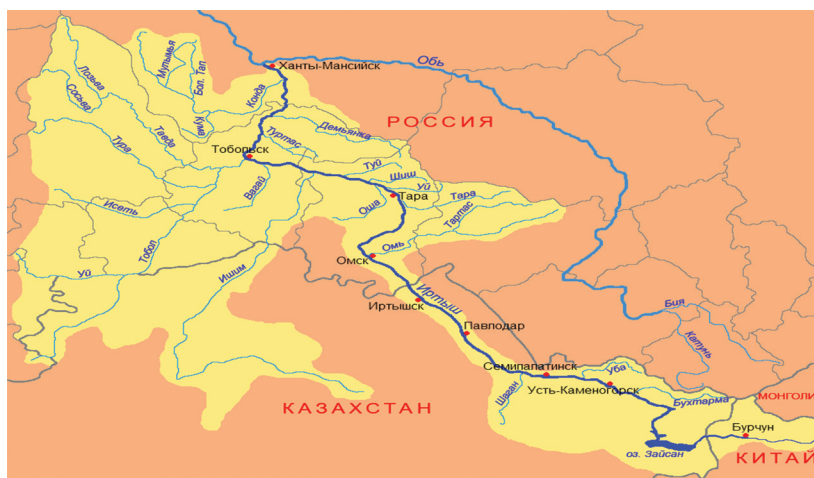 Обь
Ханты-Мансийск
Мулымья
Бол. Тап
Лозьва
Сосьва
Конда
Кума
РОССИЯ
Демьянка
Тавда
Тура
Туртас
Тобольск
Туй
Шиш
Уй
Тара
Тара
Вагай
Оша
Тартас
Исеть
Омь
Тобол
Омск
Уй
Ишим
Иртыш
Иртышск
Бия
Павлодар
Катунь
Семипалатинск
Уба
Усть-Каменогорск
Шаган
Бухтарма
МОНГОЛИ
КАЗАХСТАН
Бурчун
оз. Зайсан
КИТАЙ